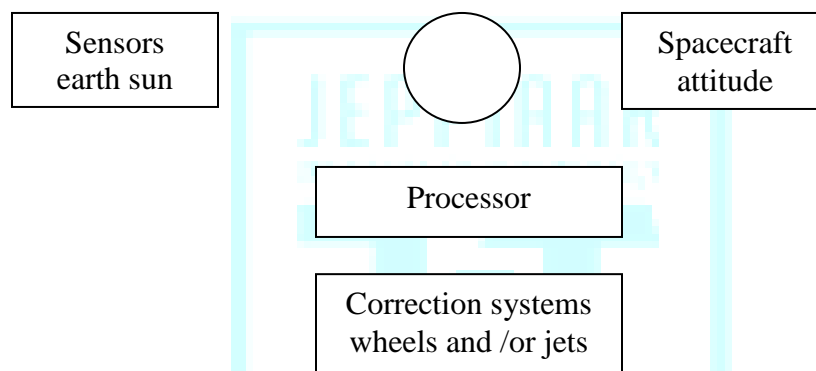 Sensors
earth sun
Spacecraft
attitude
Processor
Correction systems
wheels and /or jets